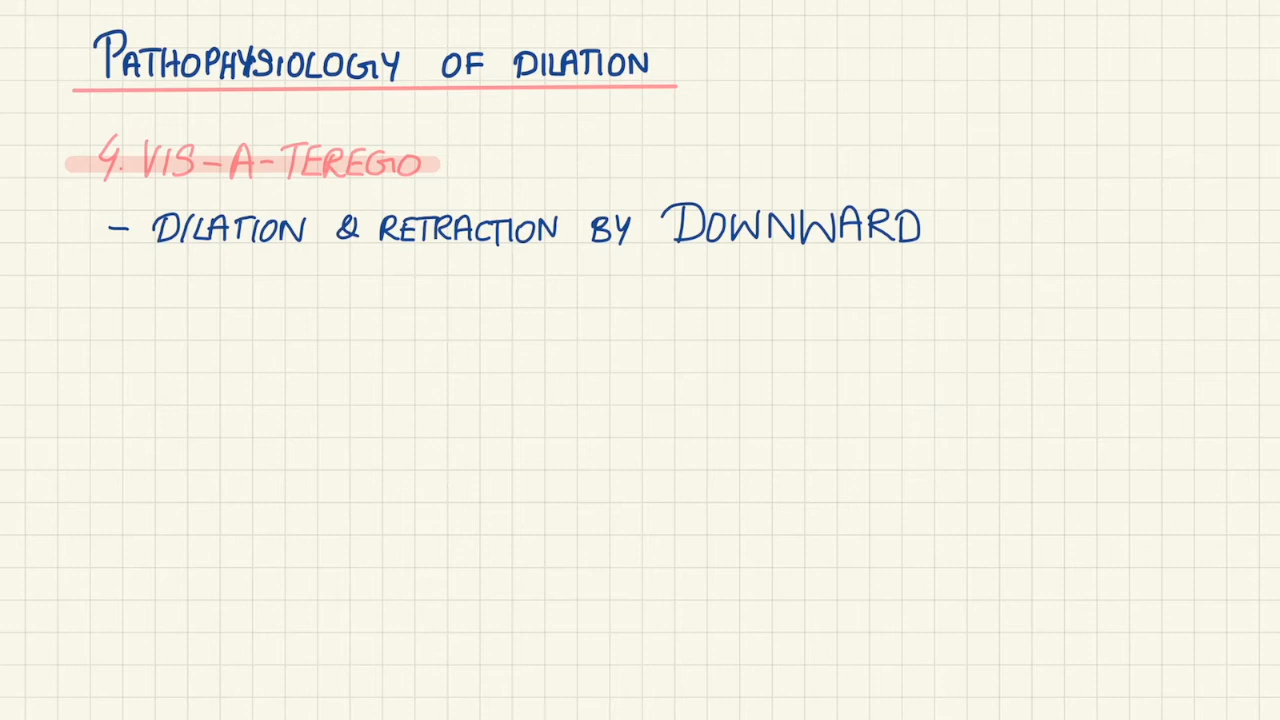 PATHOPHYSIOLOGY OF DILATION
4. VIS-A-TEREGO
- DILATION & RETRACTION BY DOWNWARD